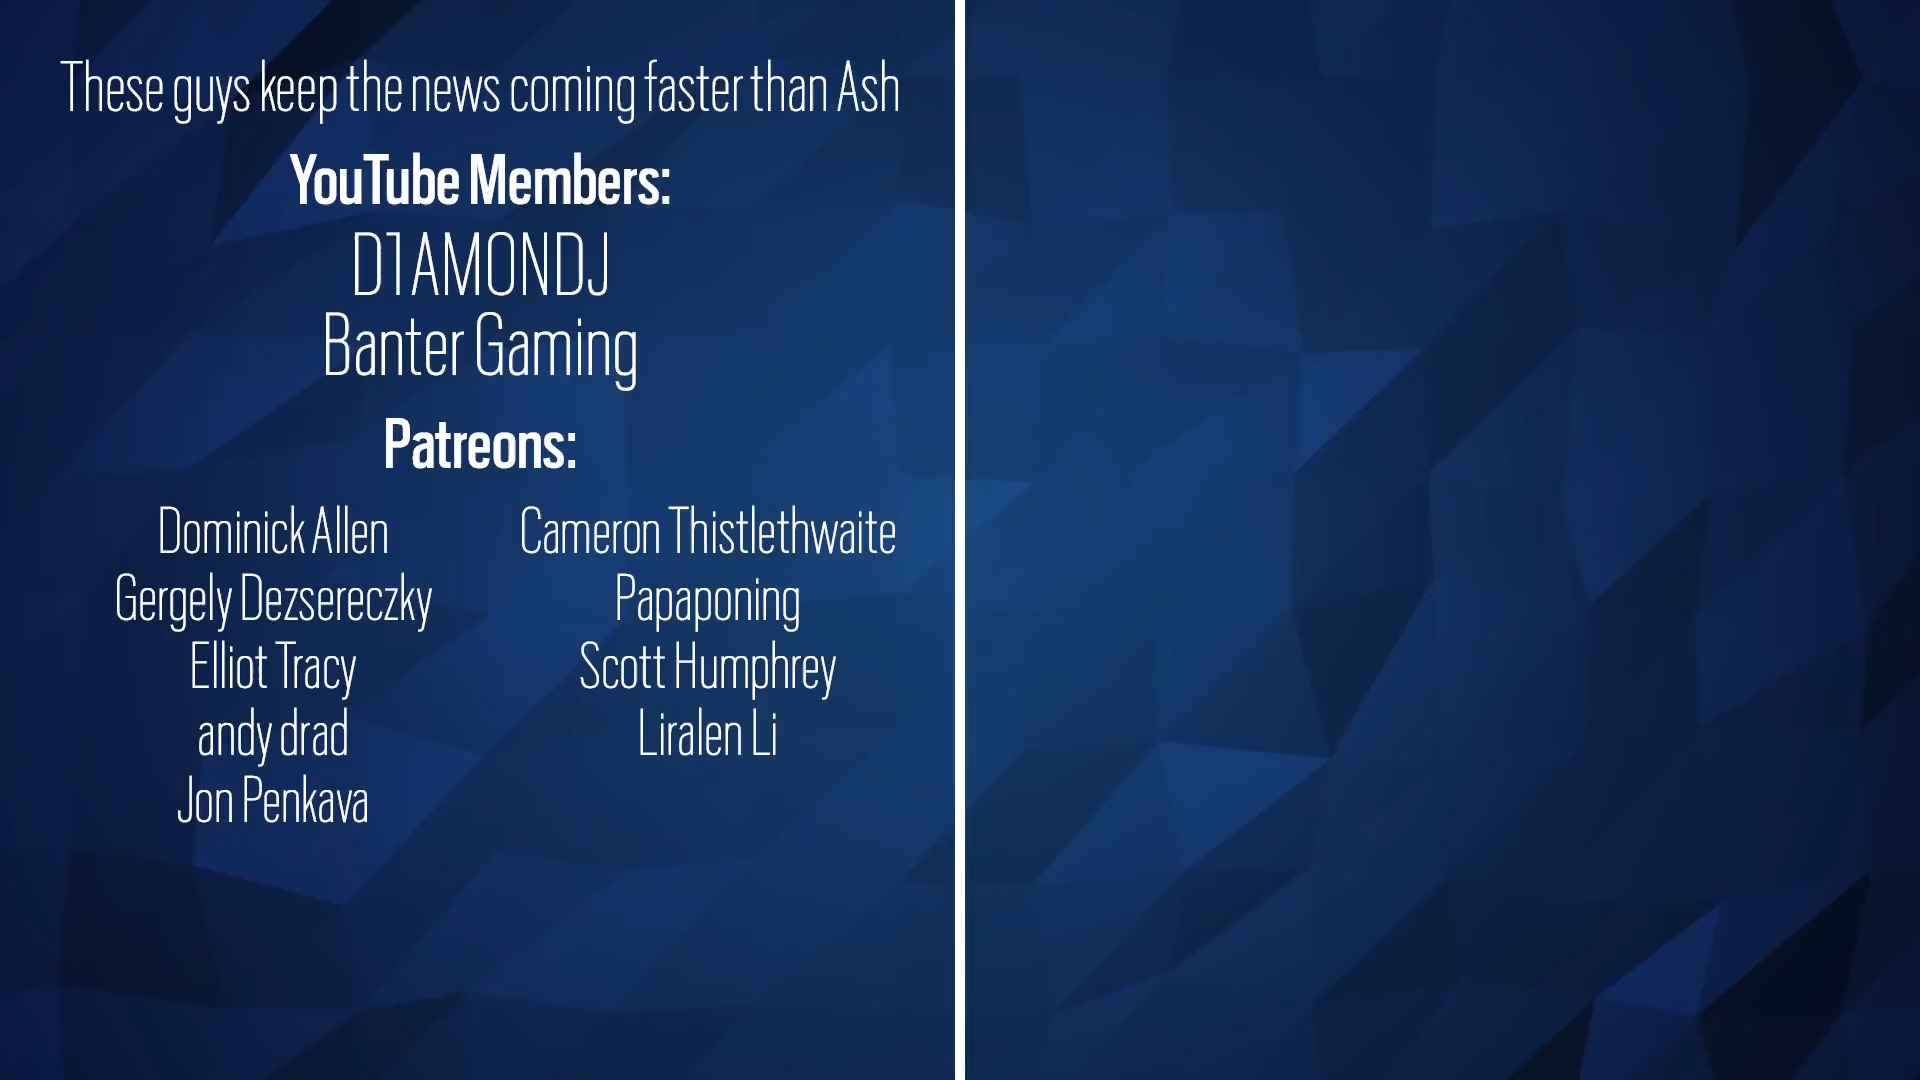 These guys keep the news coming faster than Ash
YouTube Members:
D1AMONDJ
Banter Gaming
Patreons:
Dominick Allen
Gergely Dezsereczky
Elliot Tracy
andy drad
Jon Penkava
Cameron Thistlethwaite
Papaponing
Scott Humphrey
Liralen Li